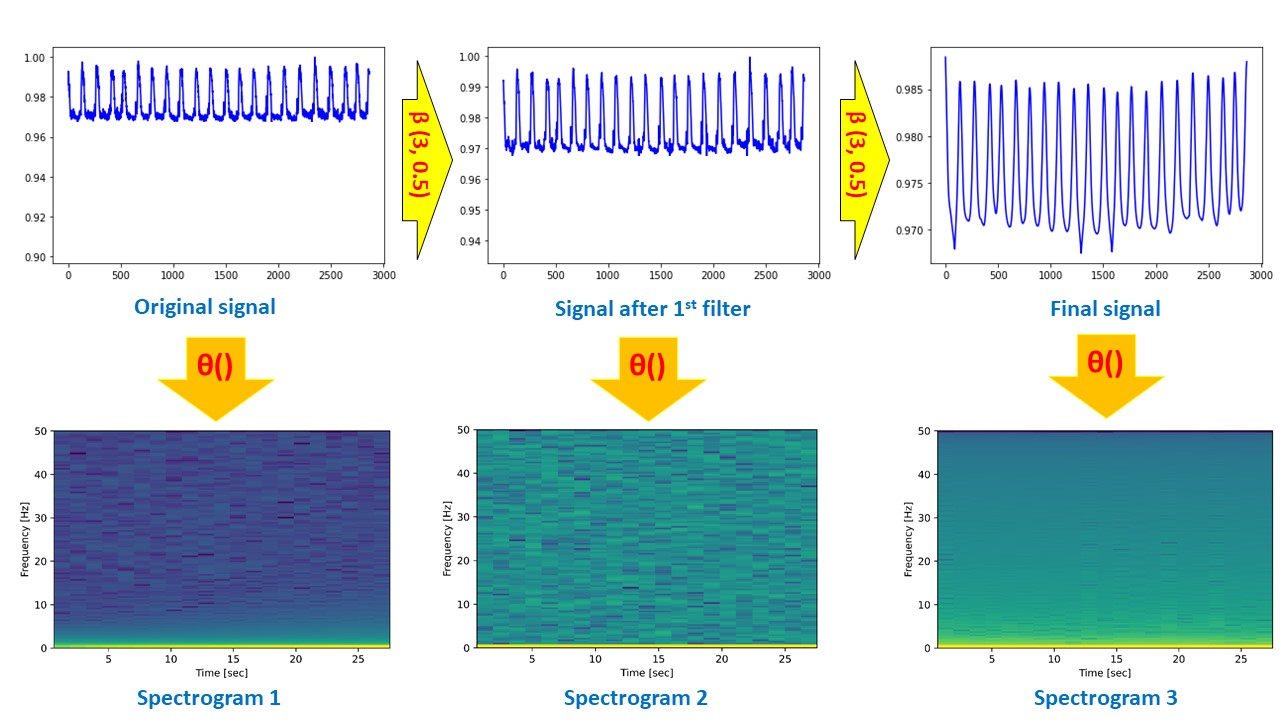 1.00
0.98
0.96
0.94
0.92
0.90
0 500 1000 1500 2000 2500 3000
Original signal
β (3, 0.5)
1.00
0.99
0.98
0.97
0.96
0.95
0.94
0 500 1000 1500 2000 2500 3000
Signal after 1st filter
β (3, 0.5)
0.985
0.980
0.975
0.970
0 500 1000 1500 2000 2500 3000
Final signal
θ()
θ()
θ()
Frequency [Hz]
50
40
30
20
10
0
5 10 15 20 25
Time [sec]
Spectrogram 1
Frequency [Hz]
50
40
30
20
10
0
5 10 15 20 25
Time [sec]
Spectrogram 2
Frequency [Hz]
50
40
30
20
10
0
5 10 15 20 25
Time [sec]
Spectrogram 3